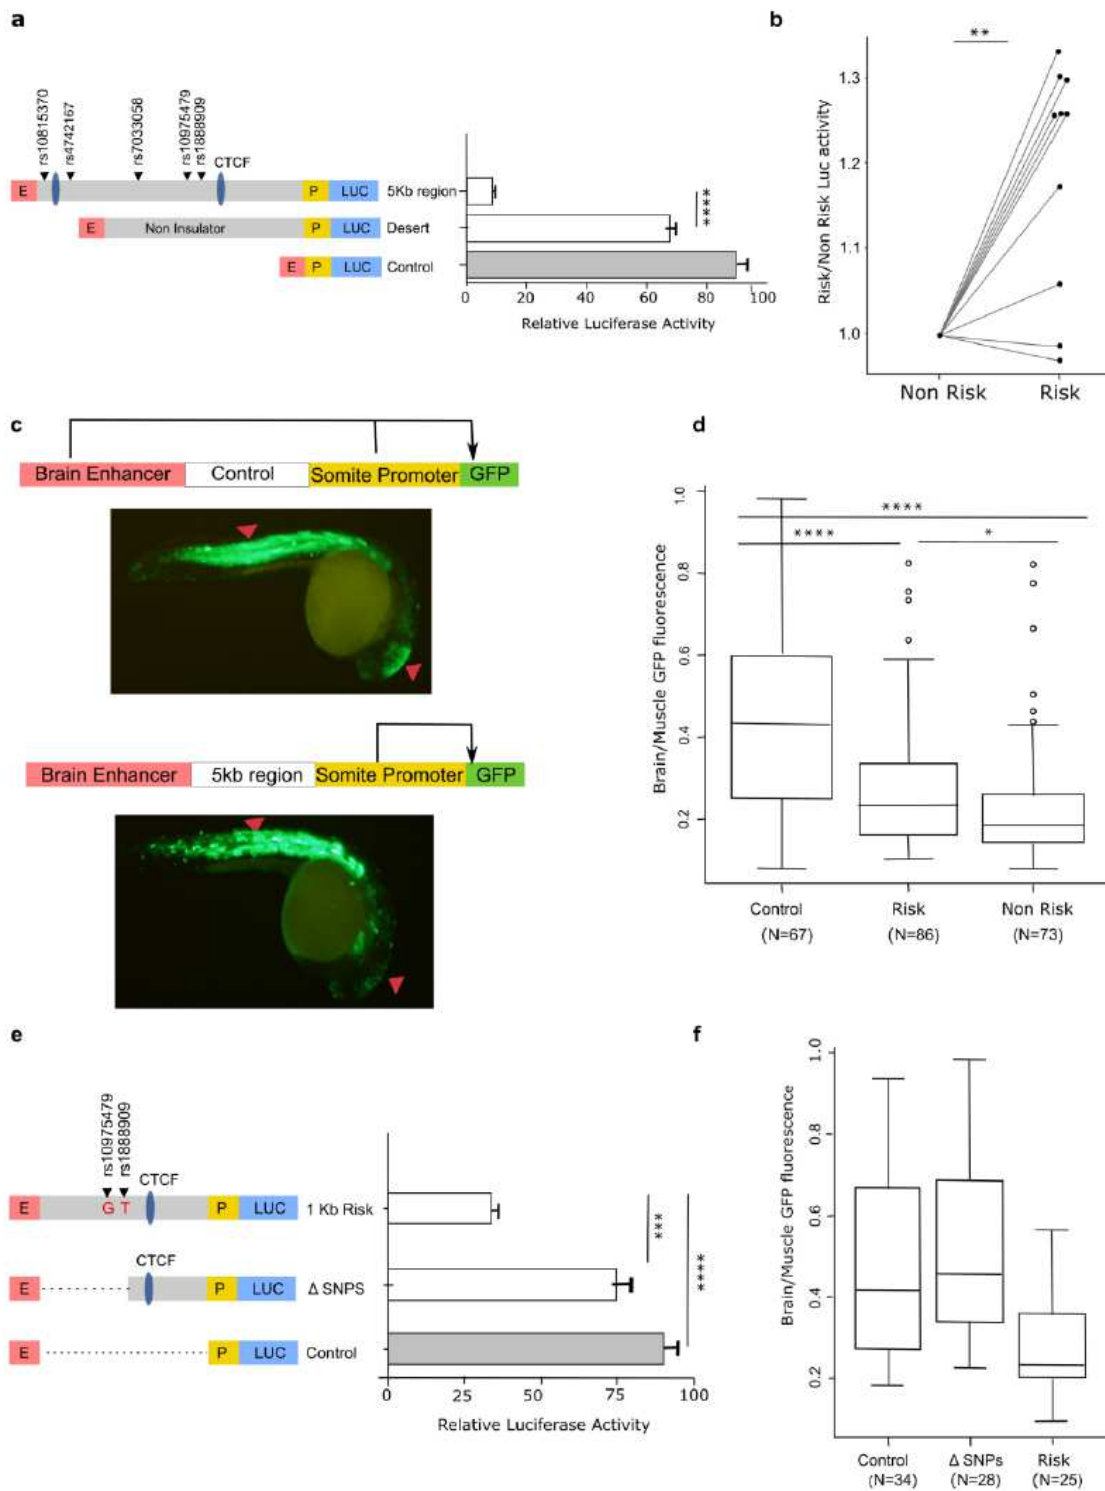 a
rs10815370
rs4742167
rs7033058
rs10975479
rs1888909
CTCF
E P LUC 5Kb region
E Non Insulator P LUC Desert
E P LUC Control
****
0 20 40 60 80 100
Relative Luciferase Activity
b
**
Risk/Non Risk Luc activity
1.3
1.2
1.1
1.0
Non Risk Risk
c
Brain Enhancer Control Somite Promoter GFP
Brain Enhancer 5kb region Somite Promoter GFP
d
Brain/Muscle GFP fluorescence
1.0
0.8
0.6
0.4
0.2
****
**** *
Control Risk Non Risk
(N=67) (N=86) (N=73)
e
rs10975479
rs1888909
CTCF
E G T P LUC 1 Kb Risk
CTCF
E P LUC Δ SNPS
E P LUC Control
***
****
0 25 50 75 100
Relative Luciferase Activity
f
Brain/Muscle GFP fluorescence
1.0
0.8
0.6
0.4
0.2
Control Δ SNPs Risk
(N=34) (N=28) (N=25)